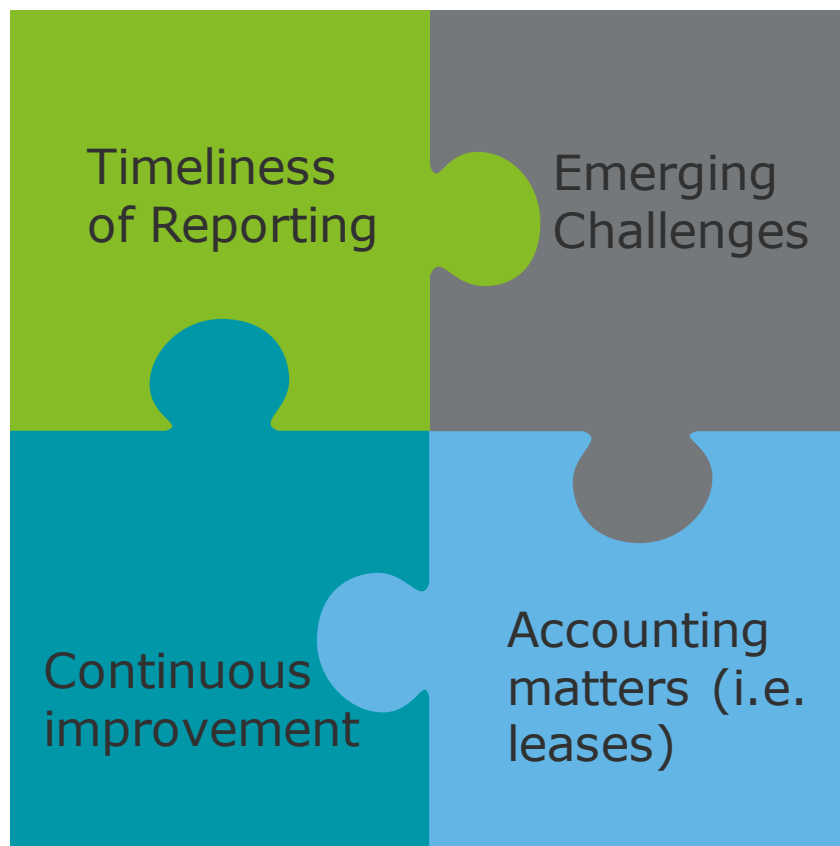 Timeliness
of Reporting
Emerging
Challenges
Continuous
improvement
Accounting
matters (i.e.
leases)